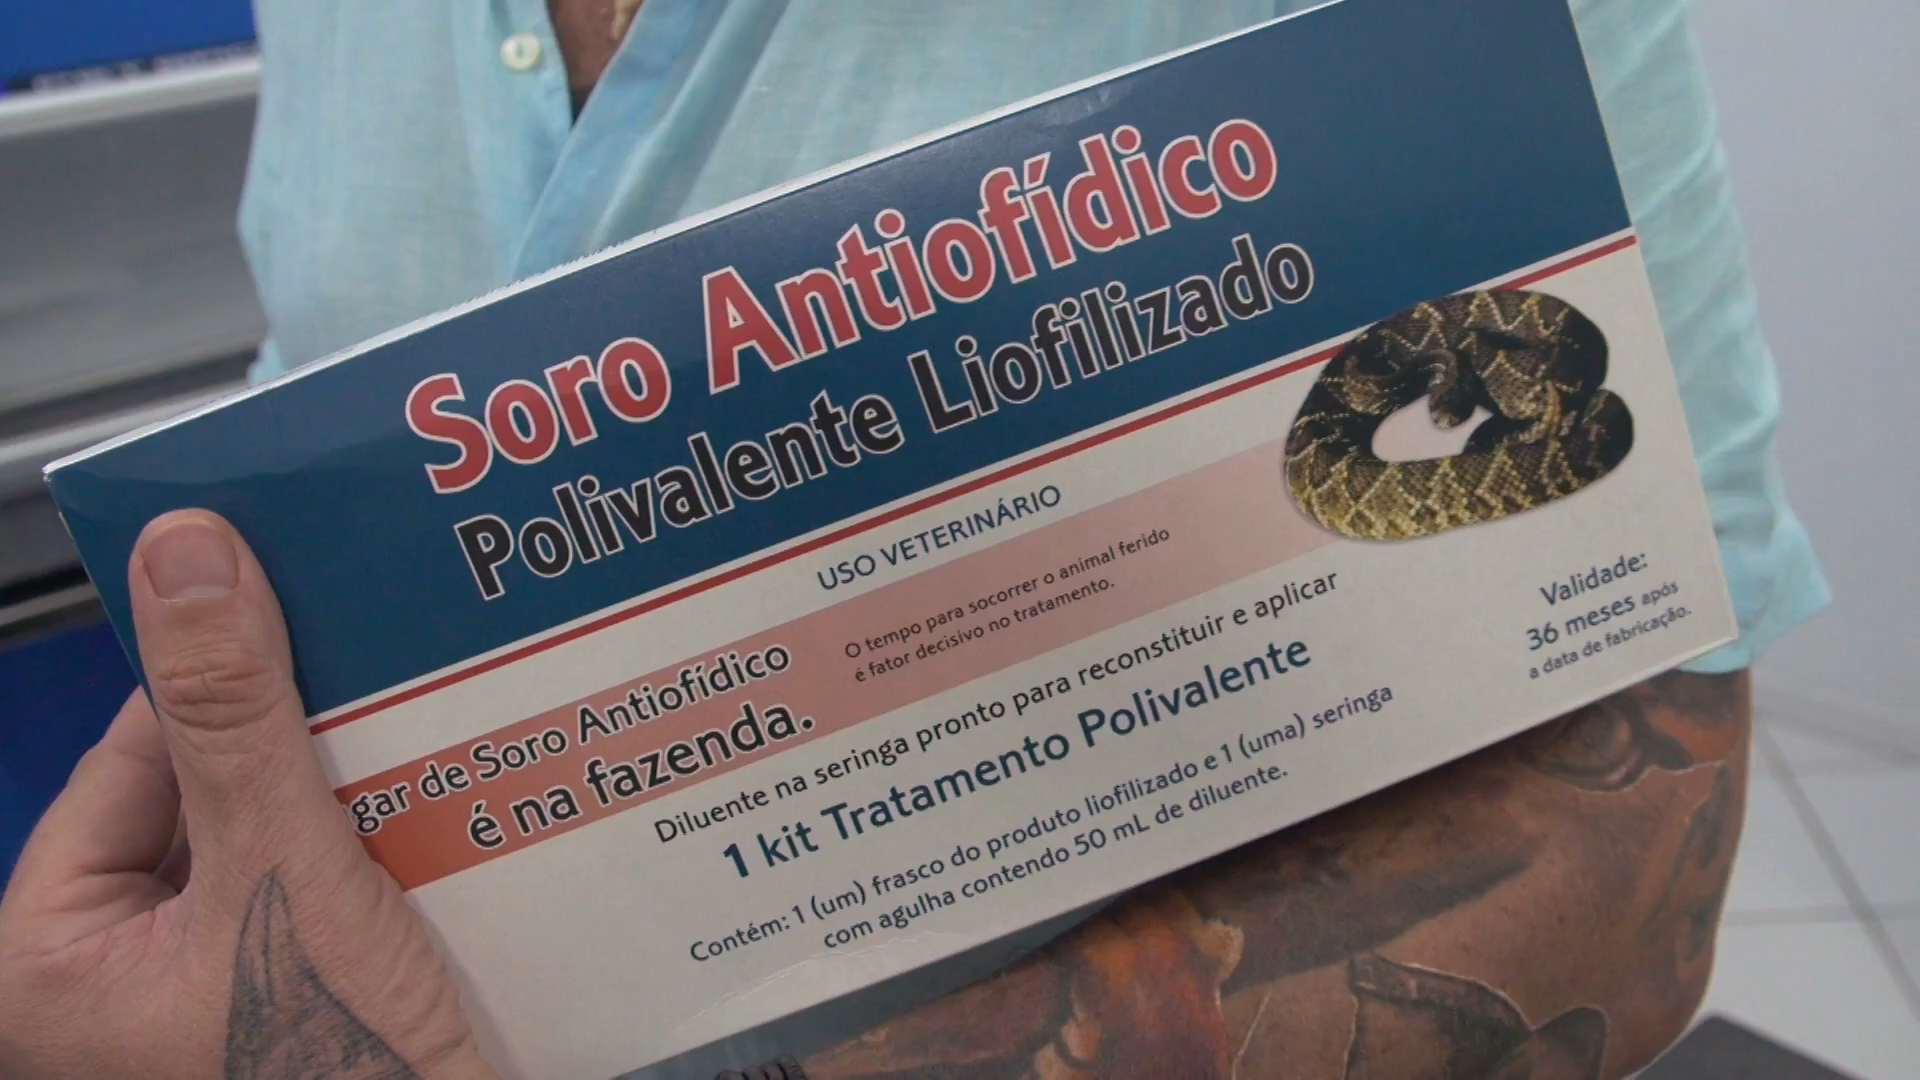 Soro Antiofídico
Polivalente Liofilizado
USO VETERINÁRIO
gar de Soro Antiofídico
é na fazenda.
O tempo para socorrer o animal ferido
é fator decisivo no tratamento.
Diluente na seringa pronto para reconstituir e aplicar
1 kit Tratamento Polivalente
Contém: 1 (um) frasco do produto liofilizado e 1 (uma) seringa
com agulha contendo 50 mL de diluente.
Validade:
36 meses após
a data de fabricação.